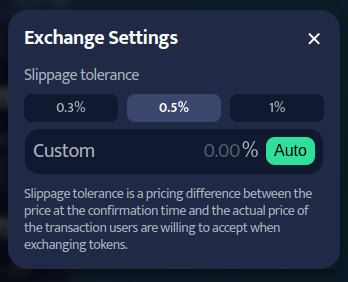 Exchange Settings
Slippage tolerance
0.3% 0.5% 1%
Custom 0.00% Auto
Slippage tolerance is a pricing difference between the
price at the confirmation time and the actual price of
the transaction users are willing to accept when
exchanging tokens.